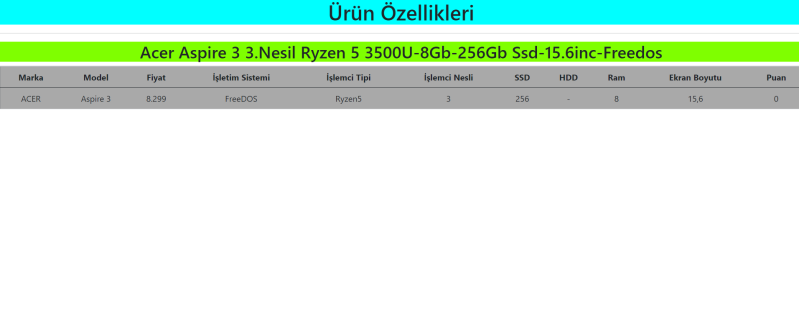 Ürün Özellikleri
Acer Aspire 3 3.Nesil Ryzen 5 3500U-8Gb-256Gb Ssd-15.6inc-Freedos
Marka Model Fiyat İşletim Sistemi İşlemci Tipi İşlemci Nesli SSD HDD Ram Ekran Boyutu Puan
ACER Aspire 3 8.299 FreeDOS Ryzen5 3 256 - 8 15,6 0